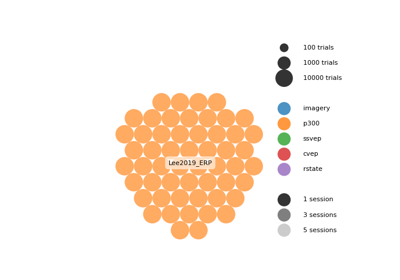 100 trials
1000 trials
10000 trials
imagery
p300
ssvep
cvep
rstate
1 session
3 sessions
5 sessions
Lee2019_ERP